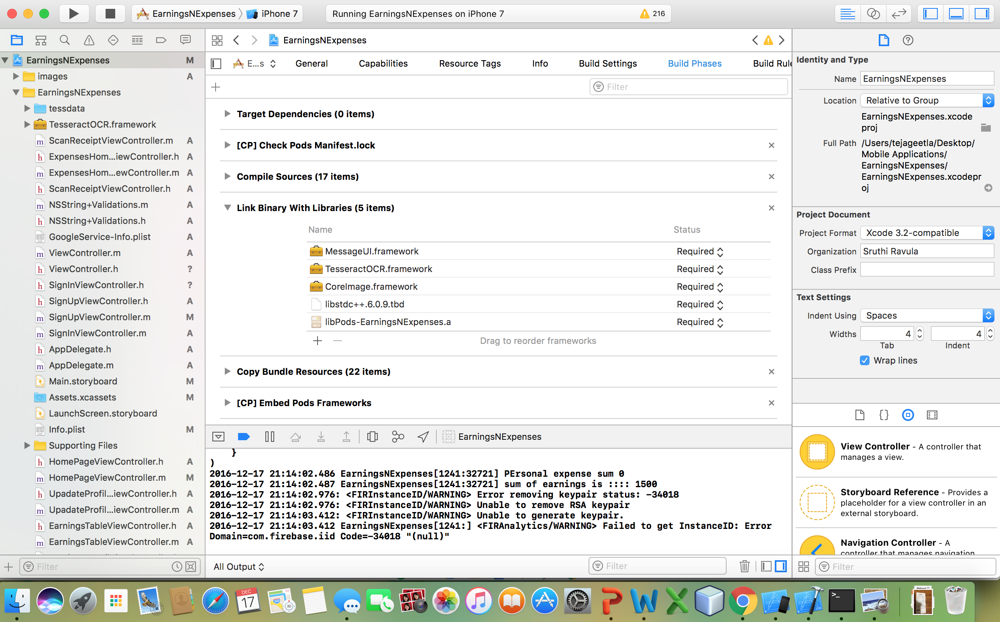 EarningsNExpenses
iPhone 7
Running EarningsNExpenses on iPhone 7
216
EarningsNExpenses M
images A
EarningsNExpenses
tessdata
TesseractOCR.framework
ScanReceiptViewController.m A
ExpensesHom...iewController.h A
ExpensesHom...ewController.m A
ScanReceiptViewController.h A
NSString+Validations.m A
NSString+Validations.h A
GoogleService-Info.plist A
ViewController.m A
ViewController.h ?
SignInViewController.h ?
SignUpViewController.h A
SignUpViewController.m M
SignInViewController.m A
AppDelegate.h A
AppDelegate.m A
Main.storyboard M
Assets.xcassets M
LaunchScreen.storyboard
Info.plist M
Supporting Files
HomePageViewController.h A
HomePageViewController.m M
UpadateProfil...iewController.h A
UpadateProfil...iewController.m A
EarningsTableViewController.h A
EarningsTableViewController.m A
Filter
EarningsNExpenses
E...s
General
Capabilities
Resource Tags
Info
Build Settings
Build Phases
Build Rule
Filter
Target Dependencies (0 items)
[CP] Check Pods Manifest.lock
Compile Sources (17 items)
Link Binary With Libraries (5 items)
Name Status
MessageUI.framework Required
TesseractOCR.framework Required
CoreImage.framework Required
libstdc++.6.0.9.tbd Required
libPods-EarningsNExpenses.a Required
Drag to reorder frameworks
Copy Bundle Resources (22 items)
[CP] Embed Pods Frameworks
EarningsNExpenses
}
)
2016-12-17 21:14:02.486 EarningsNExpenses[1241:32721] PErsonal expense sum 0
2016-12-17 21:14:02.487 EarningsNExpenses[1241:32721] sum of earnings is :::: 1500
2016-12-17 21:14:02.976: <FIRInstanceID/WARNING> Error removing keypair status: -34018
2016-12-17 21:14:02.976: <FIRInstanceID/WARNING> Unable to remove RSA keypair
2016-12-17 21:14:03.412: <FIRInstanceID/WARNING> Unable to generate keypair.
2016-12-17 21:14:03.412 EarningsNExpenses[1241:] <FIRAnalytics/WARNING> Failed to get InstanceID: Error
Domain=com.firebase.iid Code=-34018 "(null)"
All Output
Filter
Identity and Type
Name EarningsNExpenses
Location Relative to Group
EarningsNExpenses.xcode
proj
Full Path /Users/tejageetla/Desktop/
Mobile Applications/
EarningsNExpenses/
EarningsNExpenses.xcodepr
oj
Project Document
Project Format Xcode 3.2-compatible
Organization Sruthi Ravula
Class Prefix
Text Settings
Indent Using Spaces
Widths 4 4
Tab Indent
Wrap lines
View Controller - A controller that
manages a view.
Storyboard Reference - Provides a
placeholder for a view controller in an
external storyboard.
Navigation Controller - A
controller that manages navigation
Filter
DEC
17
280
3D